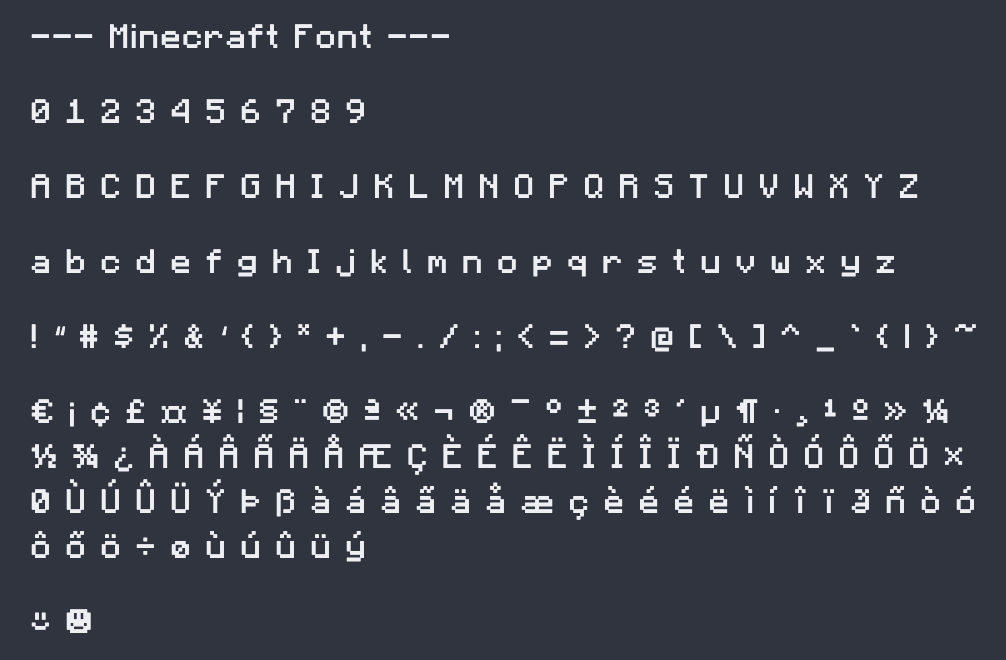 --- Minecraft Font ---
0 1 2 3 4 5 6 7 8 9
A B C D E F G H I J K L M N O P Q R S T U V W X Y Z
a b c d e f g h I j k l m n o p q r s t u v w x y z
! " # $ % & ' { } * + , - . / : ; < = > ? @ [ \ ] ^ _ ` { | } ~
€ ¡ ¢ £ ¤ ¥ ¦ § ¨ © ª « ¬ ® ¯ º ± ² ³ ´ µ ¶ · ¸ ¹ º » ¼
½ ¾ ¿ À Á Â Ã Ä Å Æ Ç È É Ê Ë Ì Í Î Ï Ð Ñ Ò Ó Ô Õ Ö ×
Ø Ù Ú Û Ü Ý Þ ß à á â ã ä å æ ç è é é ë ì í î ï ð ñ ò ó
ô õ ö ÷ ø ù ú û ü ý
☺ ☻